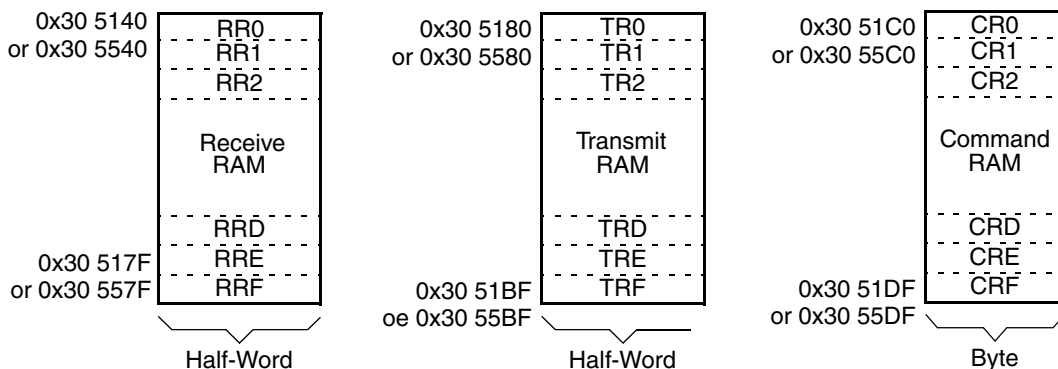 0x30 5140
or 0x30 5540
RR0
RR1
RR2
Receive
RAM
RRD
RRE
RRF
0x30 517F
or 0x30 557F
Half-Word
0x30 5180
or 0x30 5580
TR0
TR1
TR2
Transmit
RAM
TRD
TRE
TRF
0x30 51BF
oe 0x30 55BF
Half-Word
0x30 51C0
or 0x30 55C0
CR0
CR1
CR2
Command
RAM
CRD
CRE
CRF
0x30 51DF
or 0x30 55DF
Byte